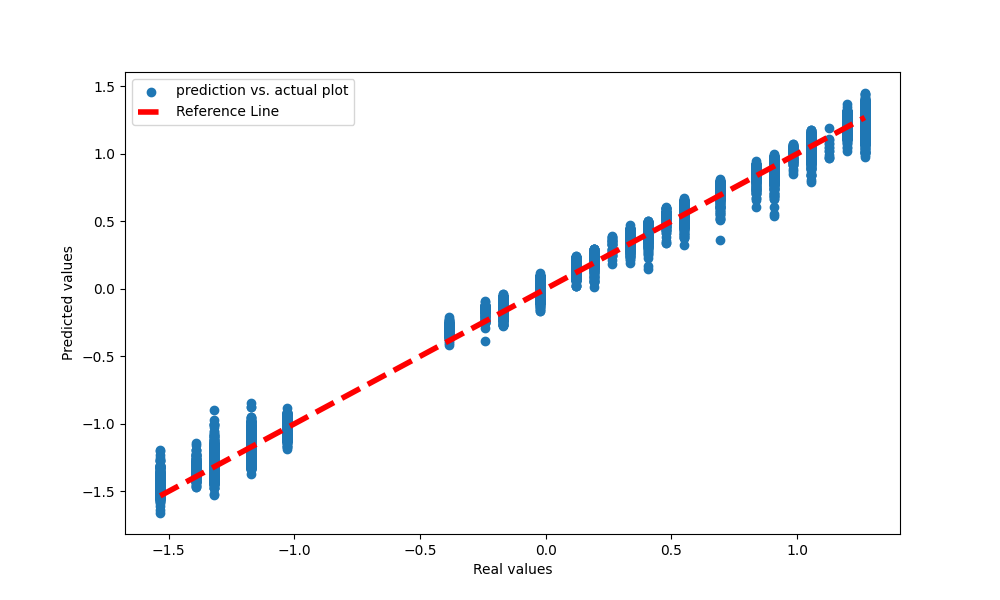 prediction vs. actual plot
Reference Line
1.5
1.0
0.5
0.0
−0.5
−1.0
−1.5
Predicted values
−1.5 −1.0 −0.5 0.0 0.5 1.0
Real values